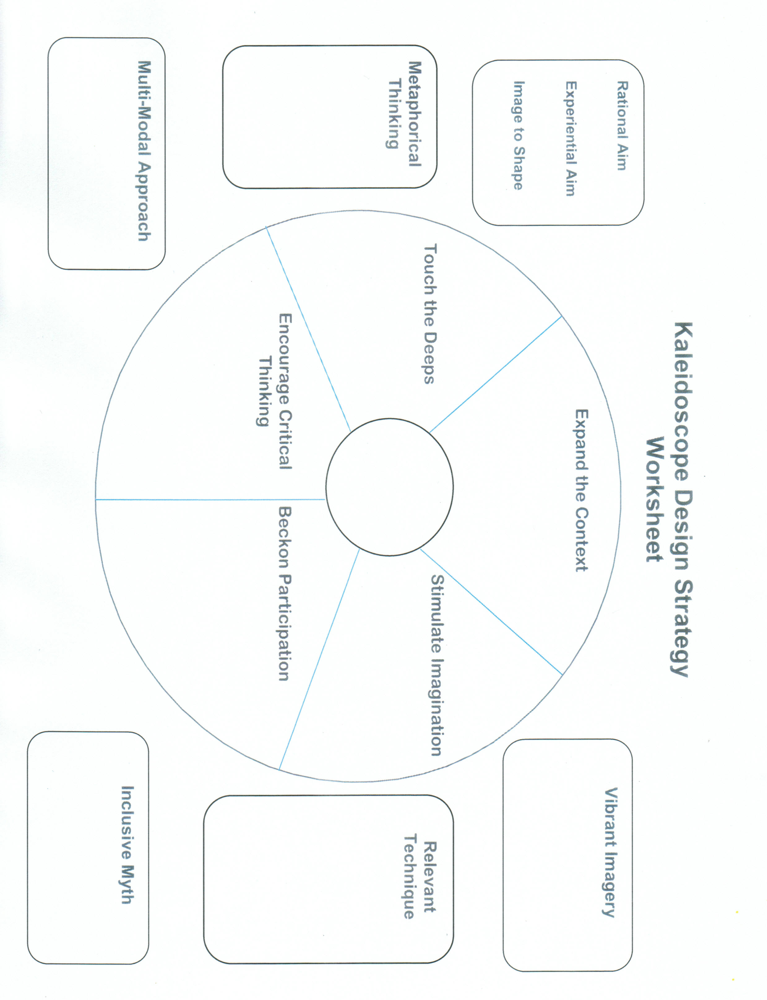 Kaleidoscope Design Strategy
Worksheet
Rational Aim
Experiential Aim
Image to Shape
Expand the Context
Vibrant Imagery
Metaphorical
Thinking
Touch the Deeps
Stimulate Imagination
Relevant
Technique
Encourage Critical
Thinking
Beckon Participation
Multi-Modal Approach
Inclusive Myth